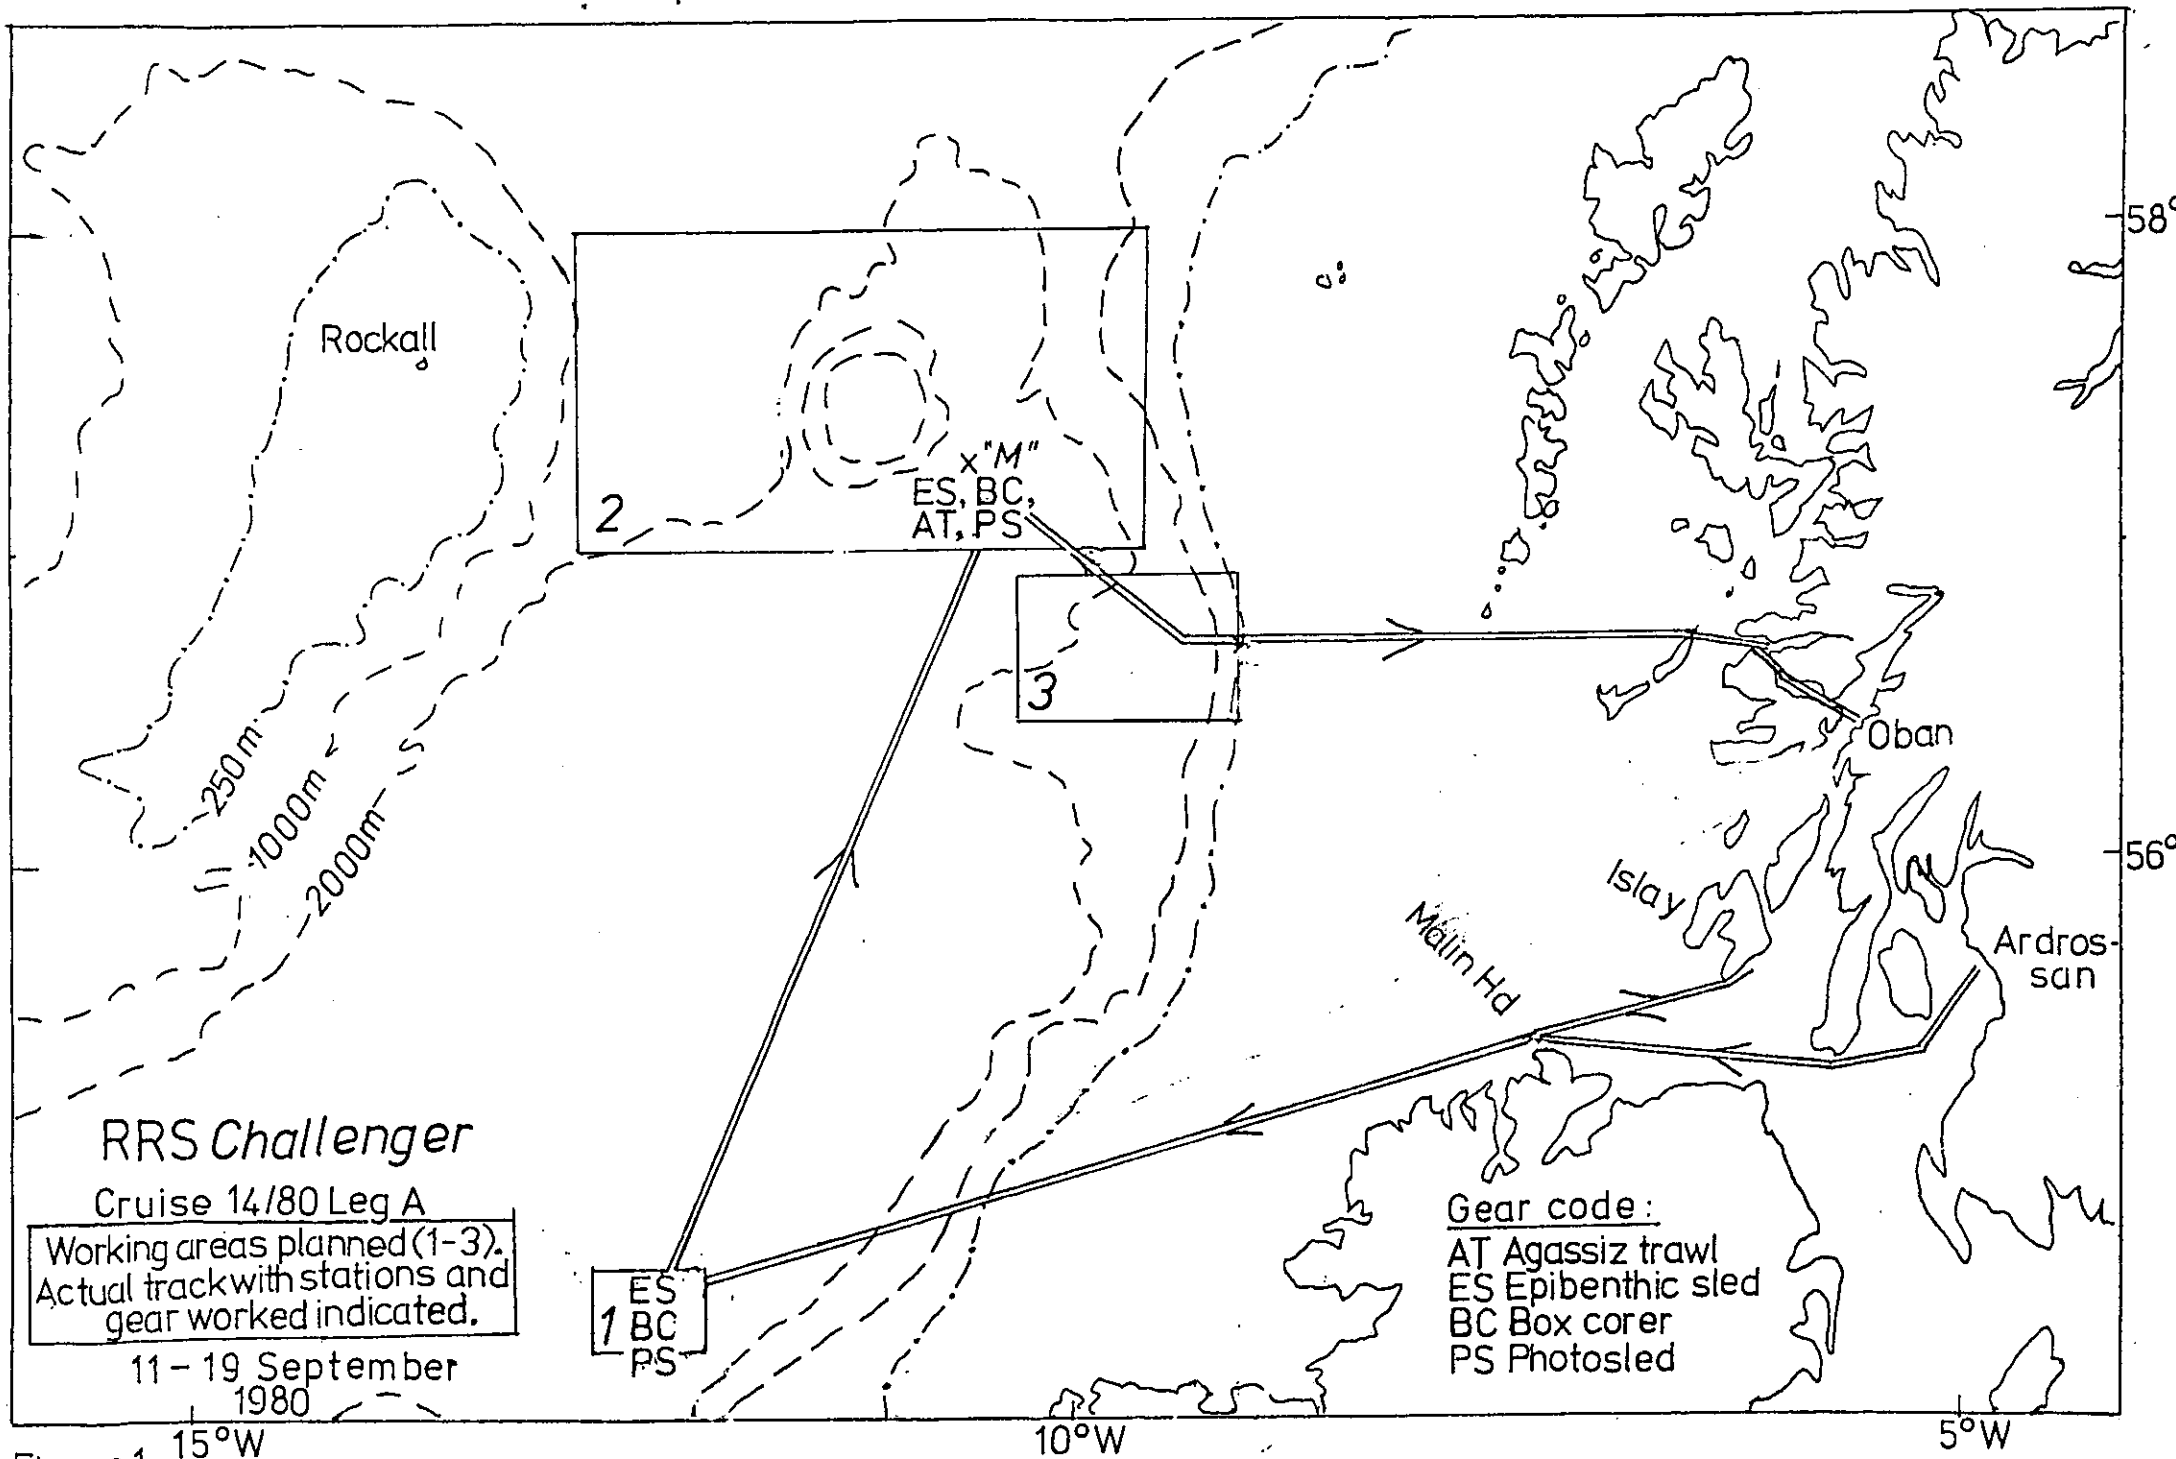 58°
Rockall
x "M"
ES, BC,
AT, PS
2
3
Oban
250m
1000m
2000m
56°
Islay
Malin Hd
Ardros-
san
RRS Challenger
Cruise 14/80 Leg A
Working areas planned (1-3).
Actual track with stations and
gear worked indicated.
11 - 19 September
1980
1
ES
BC
PS
Gear code:
AT Agassiz trawl
ES Epibenthic sled
BC Box corer
PS Photosled
15°W
10°W
5°W